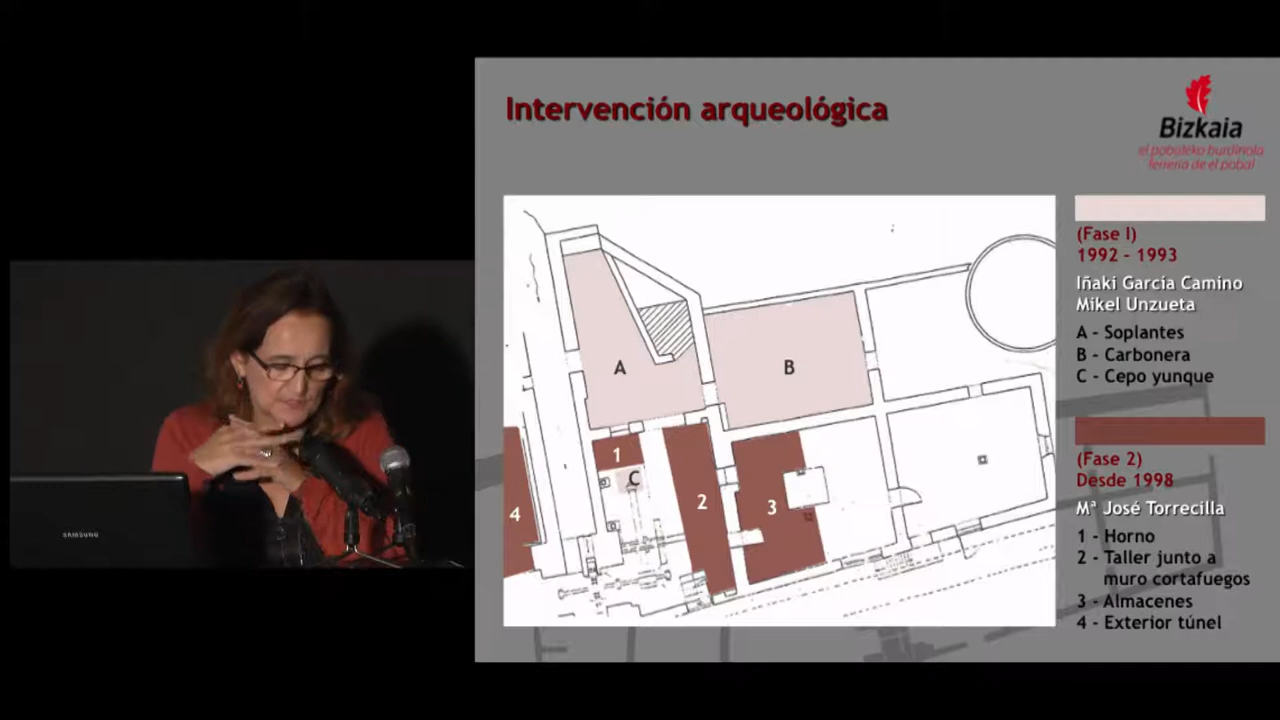 Intervención arqueológica
Bizkaia
el pobaleko burdinola
ferrería de el pobal
(Fase I)
1992 - 1993
Iñaki García Camino
Mikel Unzueta
A - Soplantes
B - Carbonera
C - Cepo yunque
(Fase 2)
Desde 1998
Mª José Torrecilla
1 - Horno
2 - Taller junto a
muro cortafuegos
3 - Almacenes
4 - Exterior túnel
A
B
1
C
2
3
4
SAMSUNG